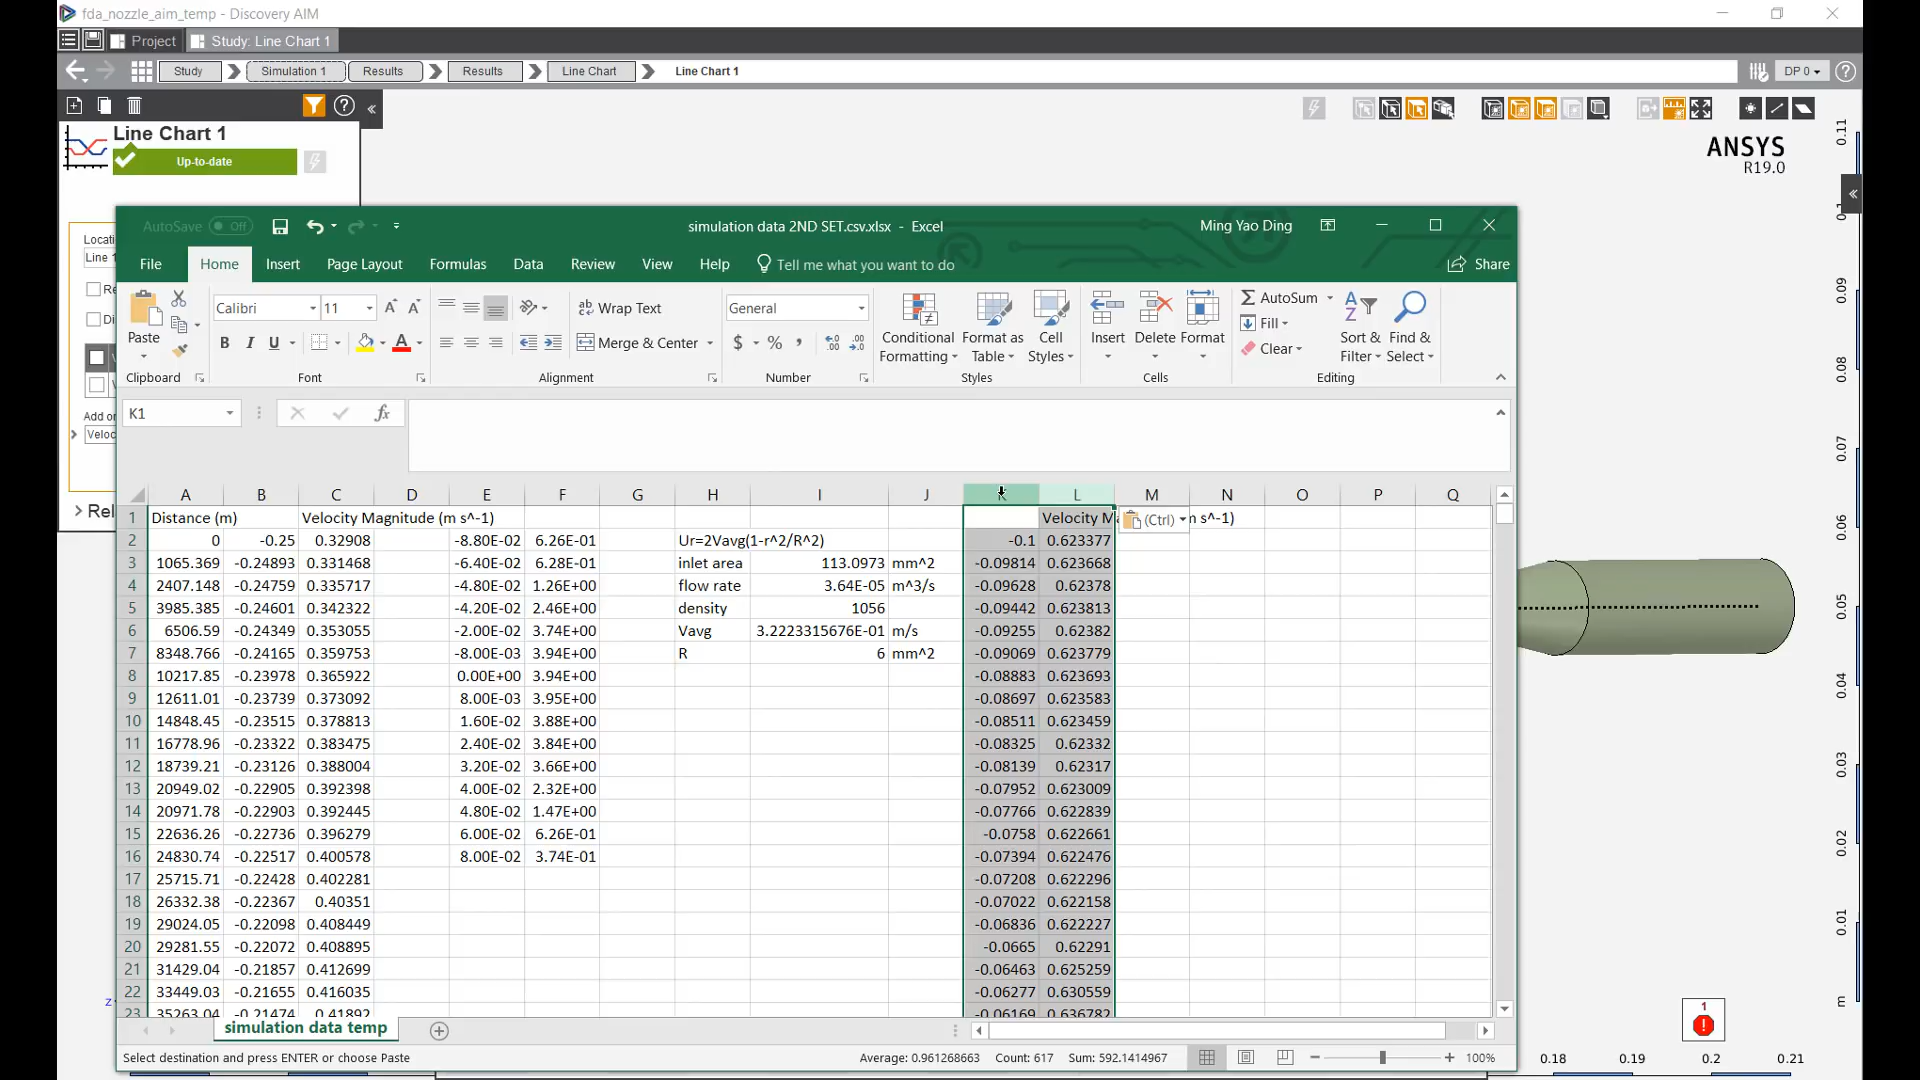 fda_nozzle_aim_temp - Discovery AIM
Project
Study: Line Chart 1
Study
Simulation 1
Results
Results
Line Chart
Line Chart 1
DP 0
Line Chart 1
Up-to-date
ANSYS
R19.0
AutoSave Off
simulation data 2ND SET.csv.xlsx - Excel
Ming Yao Ding
File Home Insert Page Layout Formulas Data Review View Help Tell me what you want to do
Share
Paste
Calibri 11
Wrap Text
Merge & Center
General
Conditional Formatting
Format as Table
Cell Styles
Insert
Delete
Format
AutoSum
Fill
Clear
Sort & Filter
Find & Select
Clipboard Font Alignment Number Styles Cells Editing
K1
A B C D E F G H I J K L M N O P Q
1 Distance (m) Velocity Magnitude (m s^-1) Velocity M (Ctrl) m s^-1)
2 0 -0.25 0.32908 -8.80E-02 6.26E-01 Ur=2Vavg(1-r^2/R^2) -0.1 0.623377
3 1065.369 -0.24893 0.331468 -6.40E-02 6.28E-01 inlet area 113.0973 mm^2 -0.09814 0.623668
4 2407.148 -0.24759 0.335717 -4.80E-02 1.26E+00 flow rate 3.64E-05 m^3/s -0.09628 0.62378
5 3985.385 -0.24601 0.342322 -4.20E-02 2.46E+00 density 1056 -0.09442 0.623813
6 6506.59 -0.24349 0.353055 -2.00E-02 3.74E+00 Vavg 3.2223315676E-01 m/s -0.09255 0.62382
7 8348.766 -0.24165 0.359753 -8.00E-03 3.94E+00 R 6 mm^2 -0.09069 0.623779
8 10217.85 -0.23978 0.365922 0.00E+00 3.94E+00 -0.08883 0.623693
9 12611.01 -0.23739 0.373092 8.00E-03 3.95E+00 -0.08697 0.623583
10 14848.45 -0.23515 0.378813 1.60E-02 3.88E+00 -0.08511 0.623459
11 16778.96 -0.23322 0.383475 2.40E-02 3.84E+00 -0.08325 0.62332
12 18739.21 -0.23126 0.388004 3.20E-02 3.66E+00 -0.08139 0.62317
13 20949.02 -0.22905 0.392398 4.00E-02 2.32E+00 -0.07952 0.623009
14 20971.78 -0.22903 0.392445 4.80E-02 1.47E+00 -0.07766 0.622839
15 22636.26 -0.22736 0.396279 6.00E-02 6.26E-01 -0.0758 0.622661
16 24830.74 -0.22517 0.400578 8.00E-02 3.74E-01 -0.07394 0.622476
17 25715.71 -0.22428 0.402281 -0.07208 0.622296
18 26332.38 -0.22367 0.40351 -0.07022 0.622158
19 29024.05 -0.22098 0.408449 -0.06836 0.622227
20 29281.55 -0.22072 0.408895 -0.0665 0.62291
21 31429.04 -0.21857 0.412699 -0.06463 0.625259
22 33449.03 -0.21655 0.416035 -0.06277 0.630559
23 35263.04 -0.21474 0.41892 -0.06169 0.636782
simulation data temp
Select destination and press ENTER or choose Paste
Average: 0.961268663 Count: 617 Sum: 592.1414967
100%
Locati
Line 1
Re
Di
Add or
Veloc
Rel
z
0.11
0.09
0.08
0.07
0.06
0.05
0.04
0.03
0.02
0.01
m
1
0.18 0.19 0.2 0.21